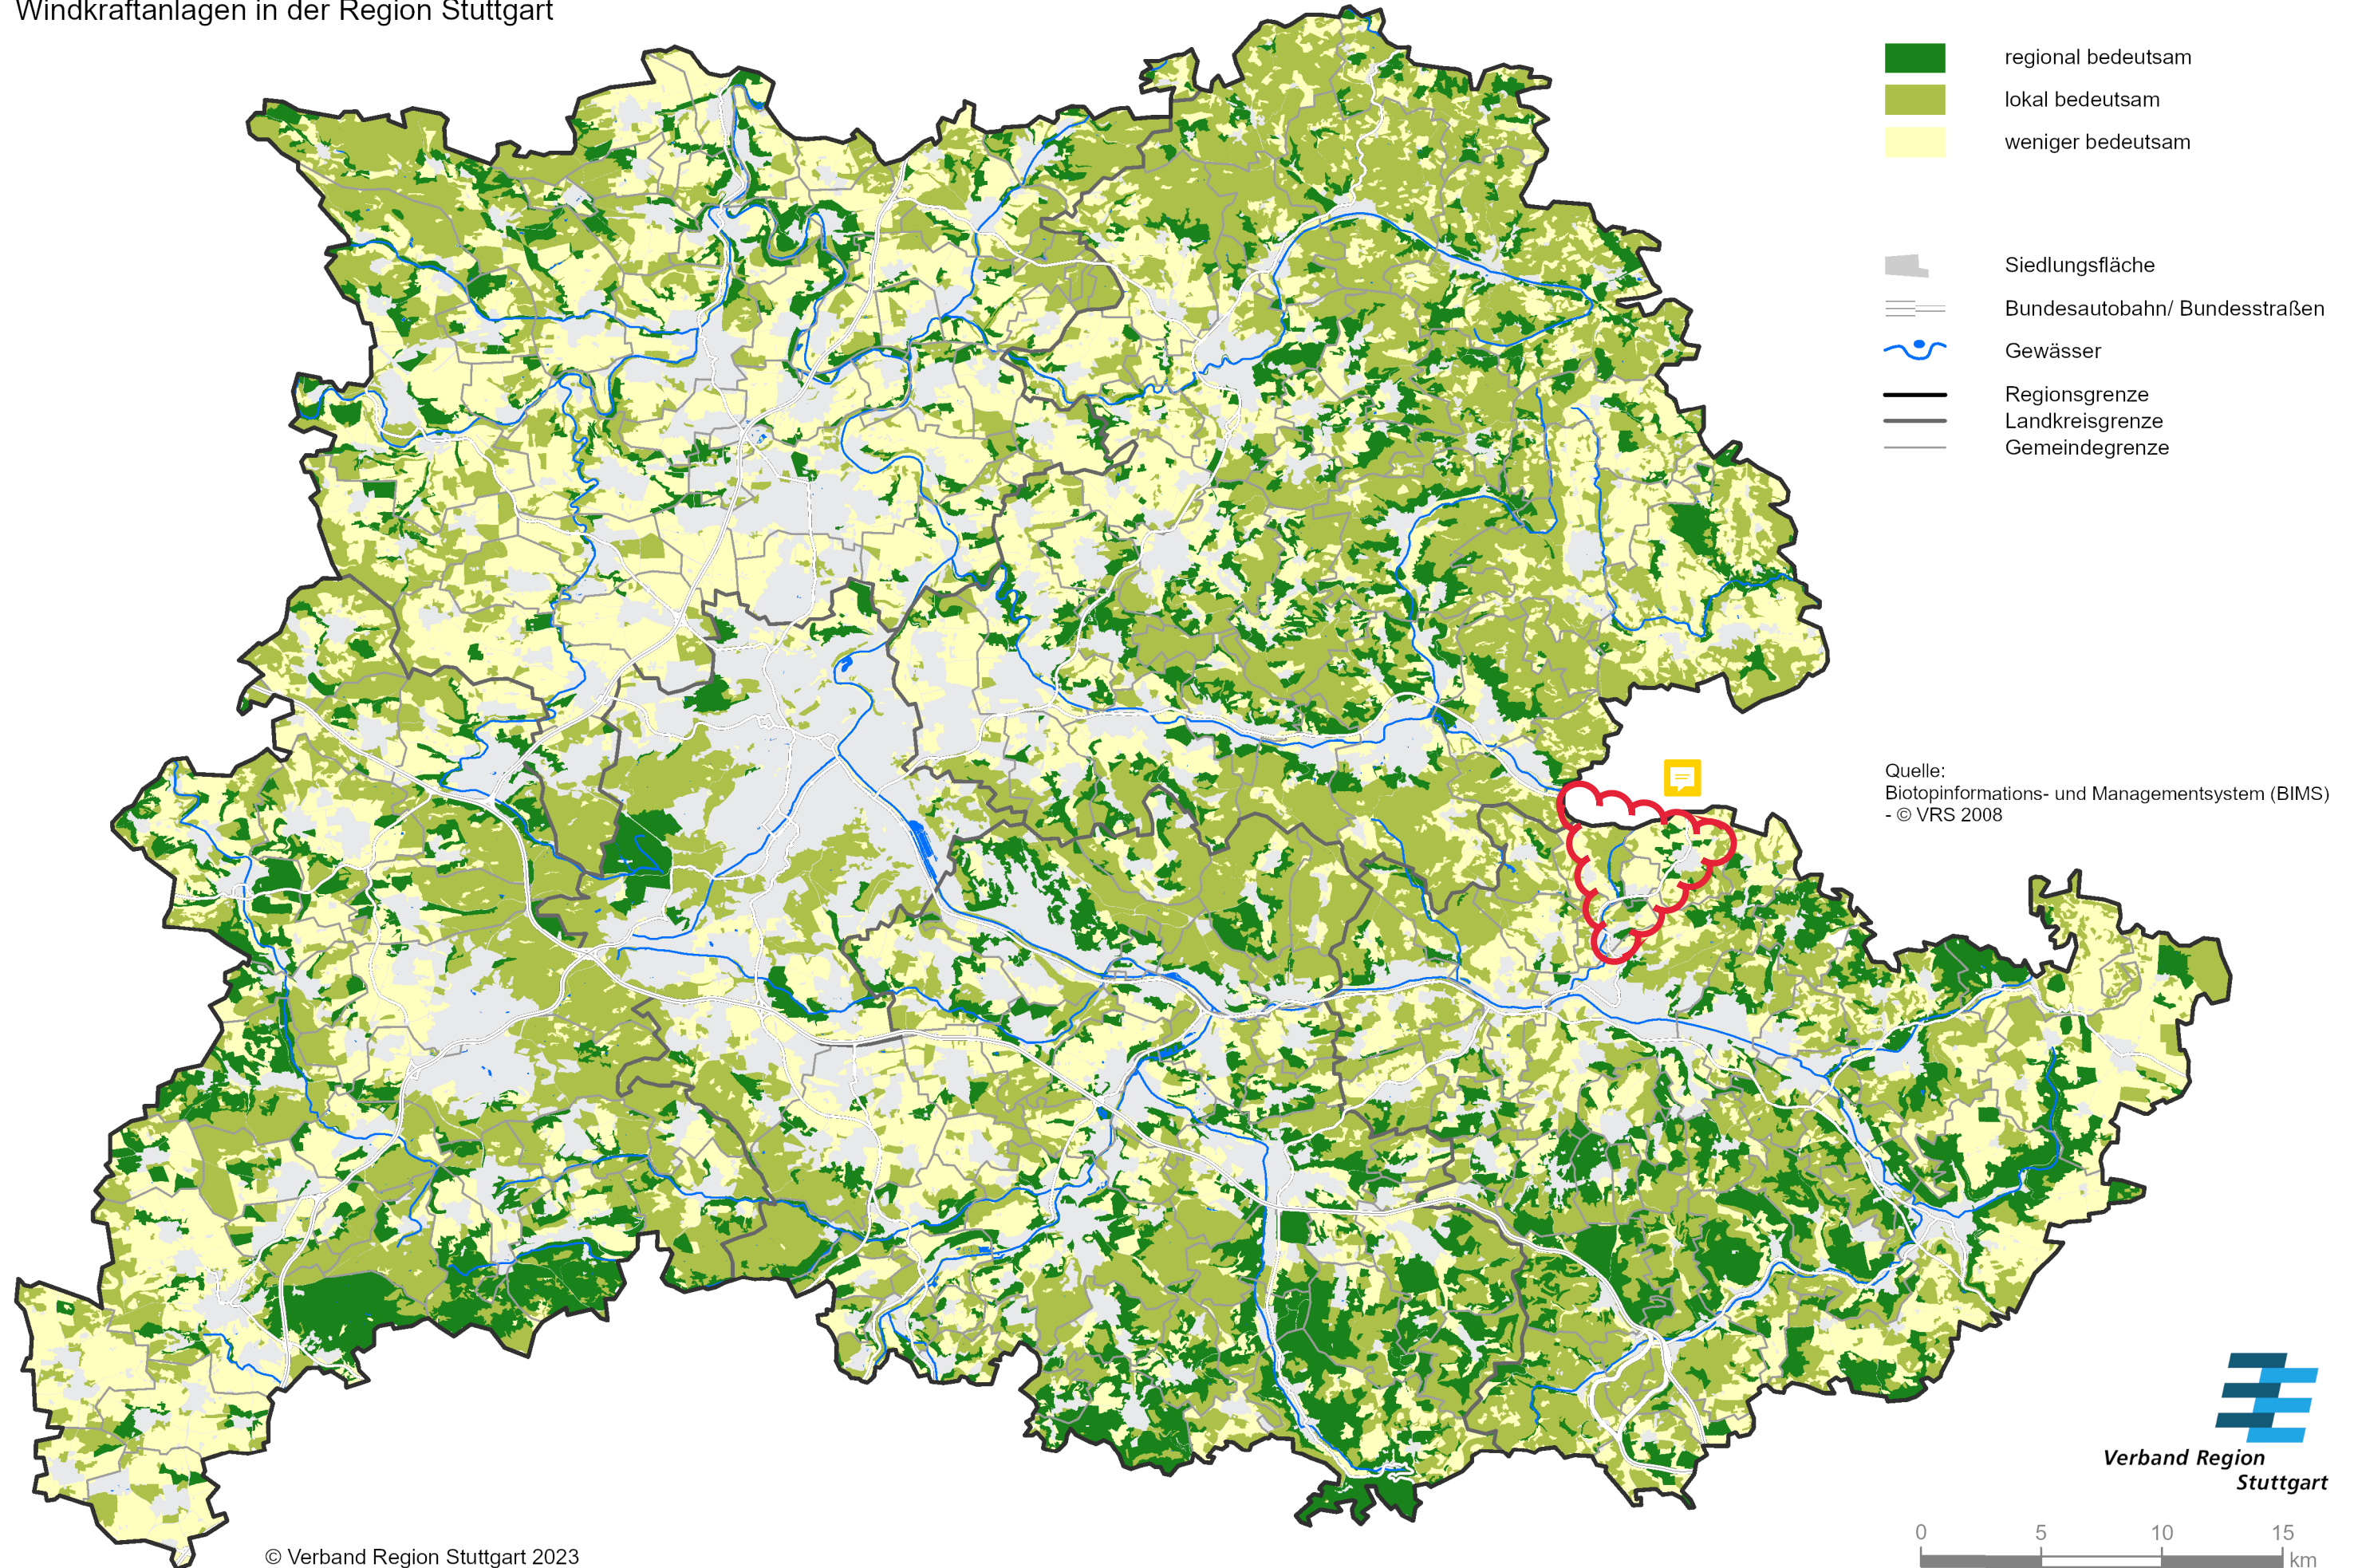 Windkraftanlagen in der Region Stuttgart
regional bedeutsam
lokal bedeutsam
weniger bedeutsam
Siedlungsfläche
Bundesautobahn/ Bundesstraßen
Gewässer
Regionsgrenze
Landkreisgrenze
Gemeindegrenze
Quelle:
Biotopinformations- und Managementsystem (BIMS)
- © VRS 2008
Verband Region
Stuttgart
0 5 10 15
km
© Verband Region Stuttgart 2023